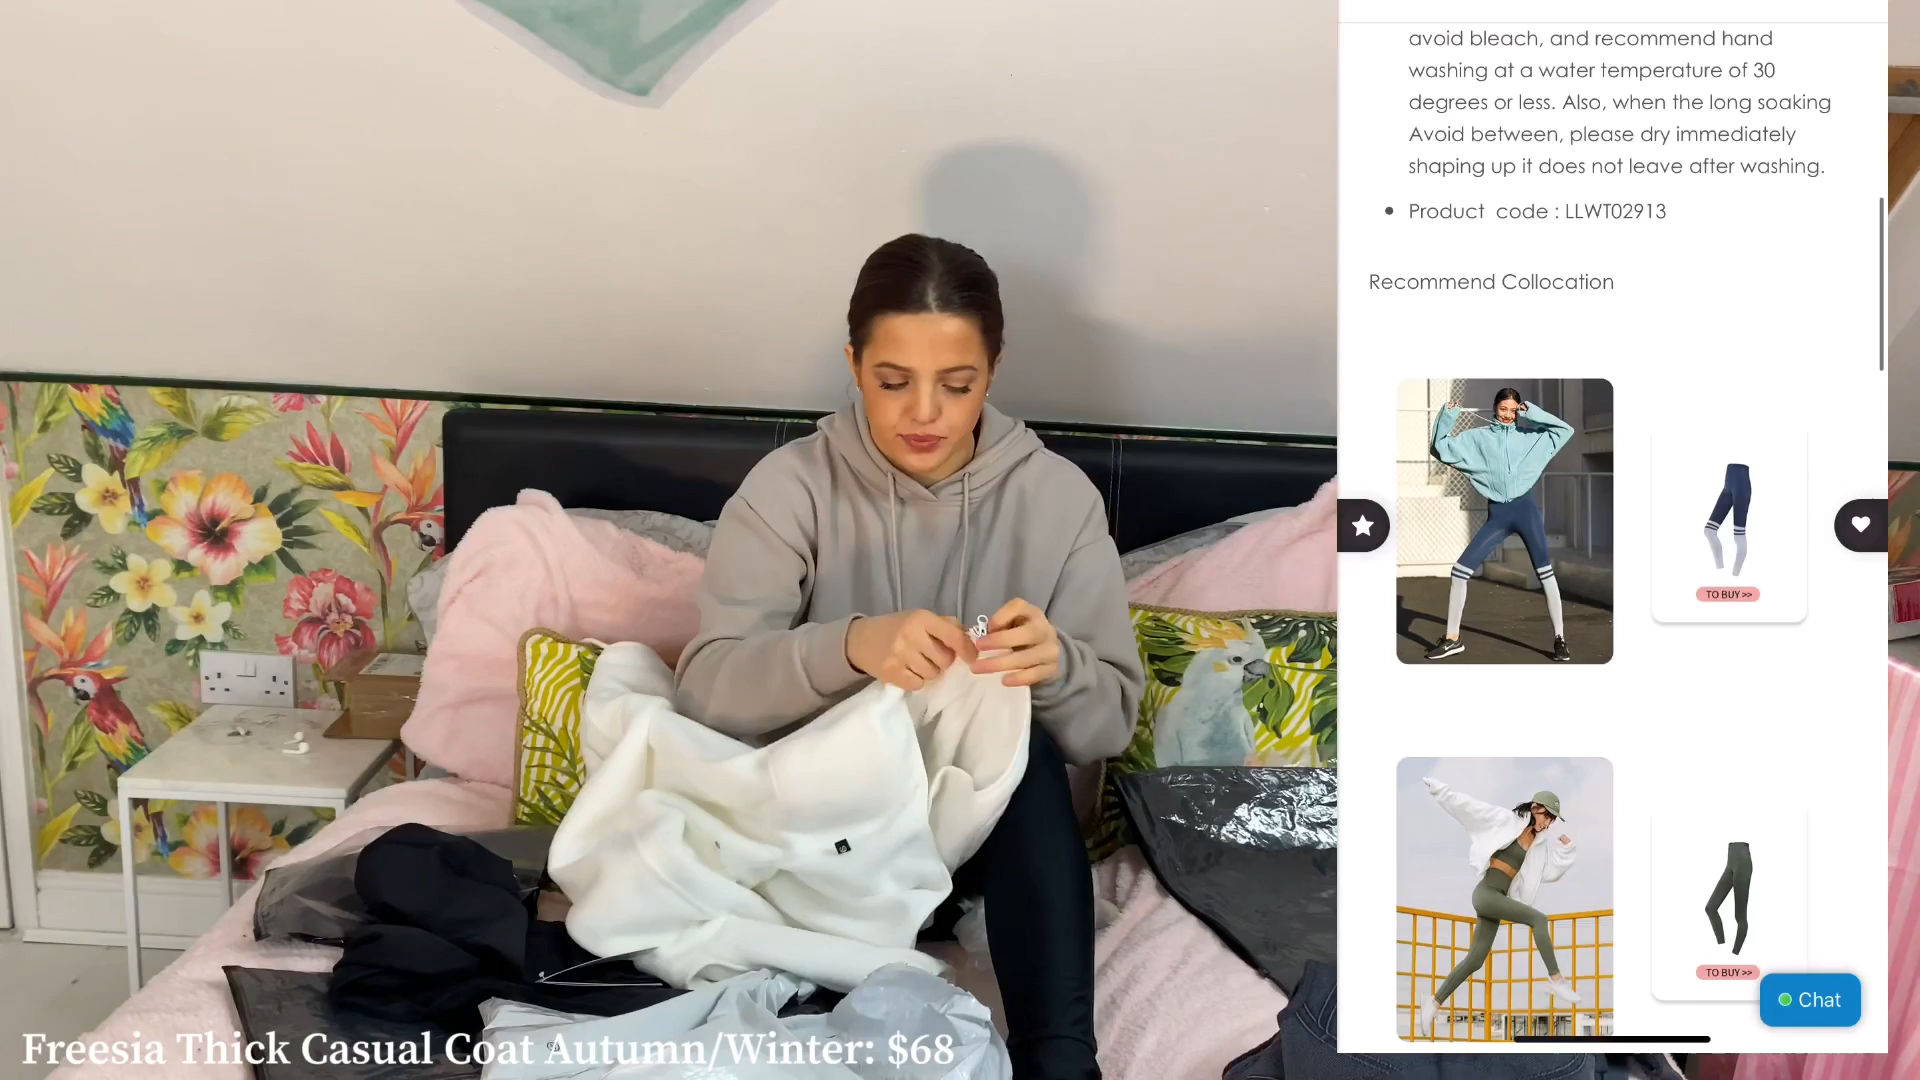 avoid bleach, and recommend hand
washing at a water temperature of 30
degrees or less. Also, when the long soaking
Avoid between, please dry immediately
shaping up it does not leave after washing.
Product code : LLWT02913
Recommend Collocation
TO BUY >>
TO BUY >>
Chat
Freesia Thick Casual Coat Autumn/Winter: $68